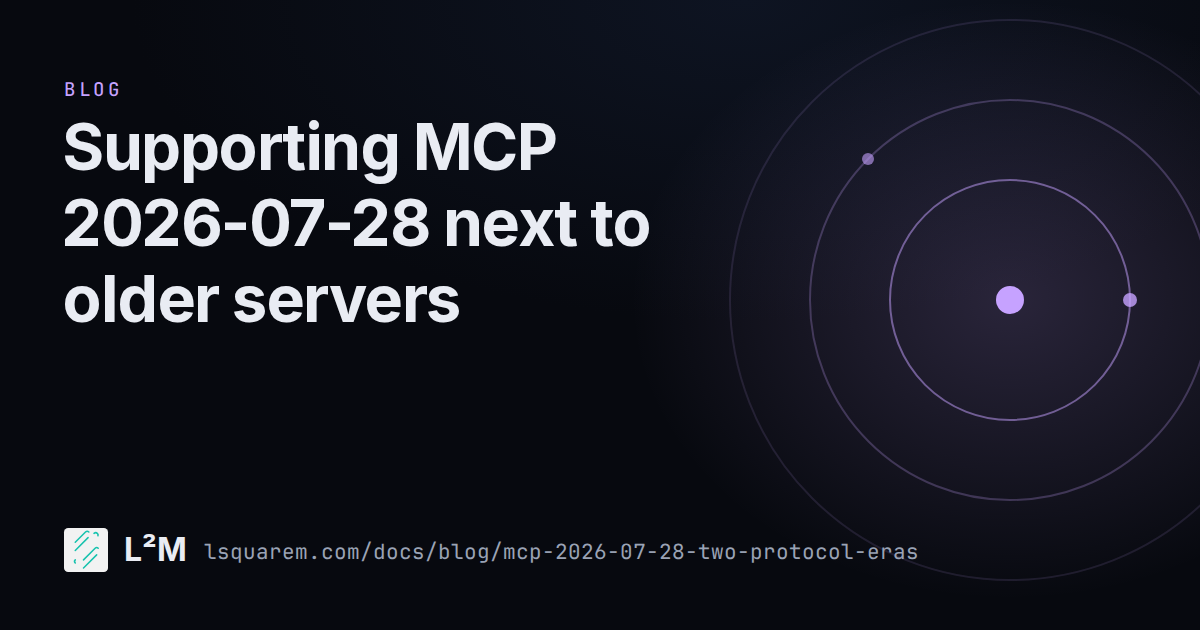 BLOG
Supporting MCP
2026-07-28 next to
older servers
L²M lsquarem.com/docs/blog/mcp-2026-07-28-two-protocol-eras